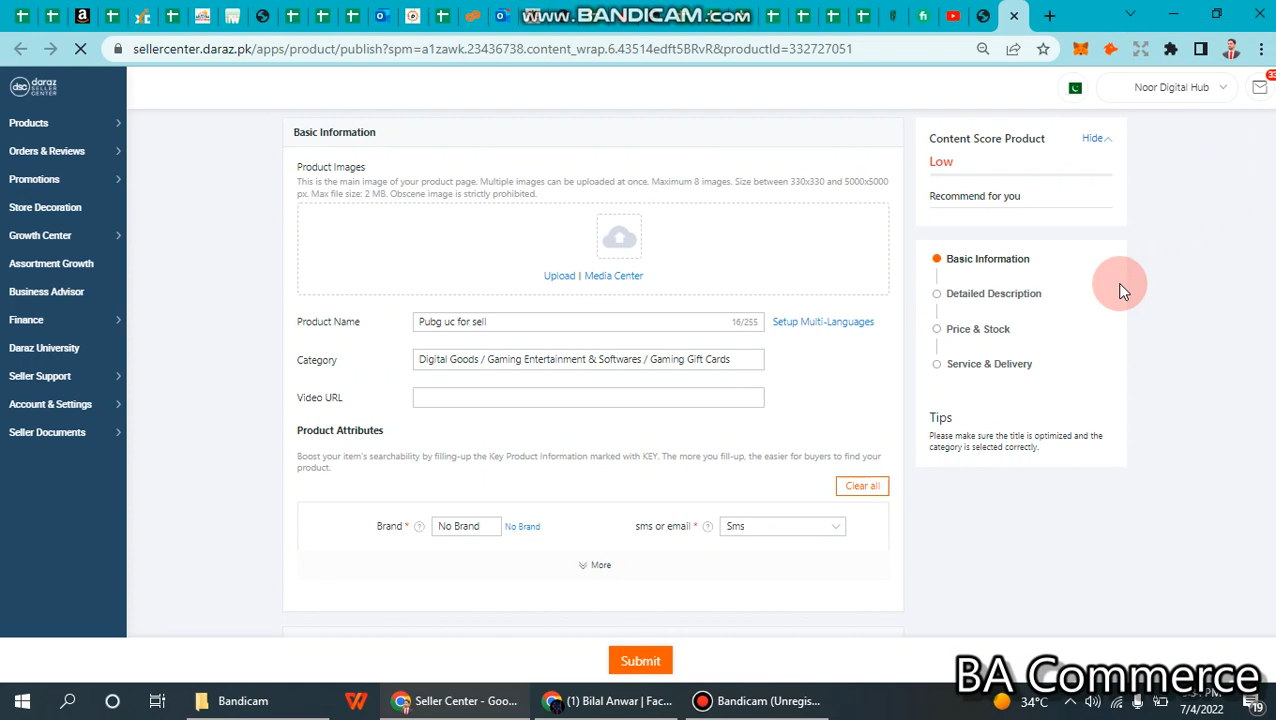 www.BANDICAM.com
sellercenter.daraz.pk/apps/product/publish?spm=a1zawk.23436738.content_wrap.6.43514edft5BRvR&productId=332727051
dsc daraz SELLER CENTER
Noor Digital Hub
33
Products
Orders & Reviews
Promotions
Store Decoration
Growth Center
Assortment Growth
Business Advisor
Finance
Daraz University
Seller Support
Account & Settings
Seller Documents
Basic Information
Product Images
This is the main image of your product page. Multiple images can be uploaded at once. Maximum 8 images. Size between 330x330 and 5000x5000
px. Max file size: 2 MB. Obscene image is strictly prohibited.
Upload | Media Center
Product Name Pubg uc for sell 16/255 Setup Multi-Languages
Category Digital Goods / Gaming Entertainment & Softwares / Gaming Gift Cards
Video URL
Product Attributes
Boost your item's searchability by filling-up the Key Product Information marked with KEY. The more you fill-up, the easier for buyers to find your
product.
Clear all
Brand * No Brand No Brand sms or email * Sms
More
Submit
Content Score Product Hide
Low
Recommend for you
Basic Information
Detailed Description
Price & Stock
Service & Delivery
Tips
Please make sure the title is optimized and the
category is selected correctly.
BA Commerce
Bandicam
Seller Center - Goo...
(1) Bilal Anwar | Fac...
Bandicam (Unregis...
34°C
7/4/2022
19